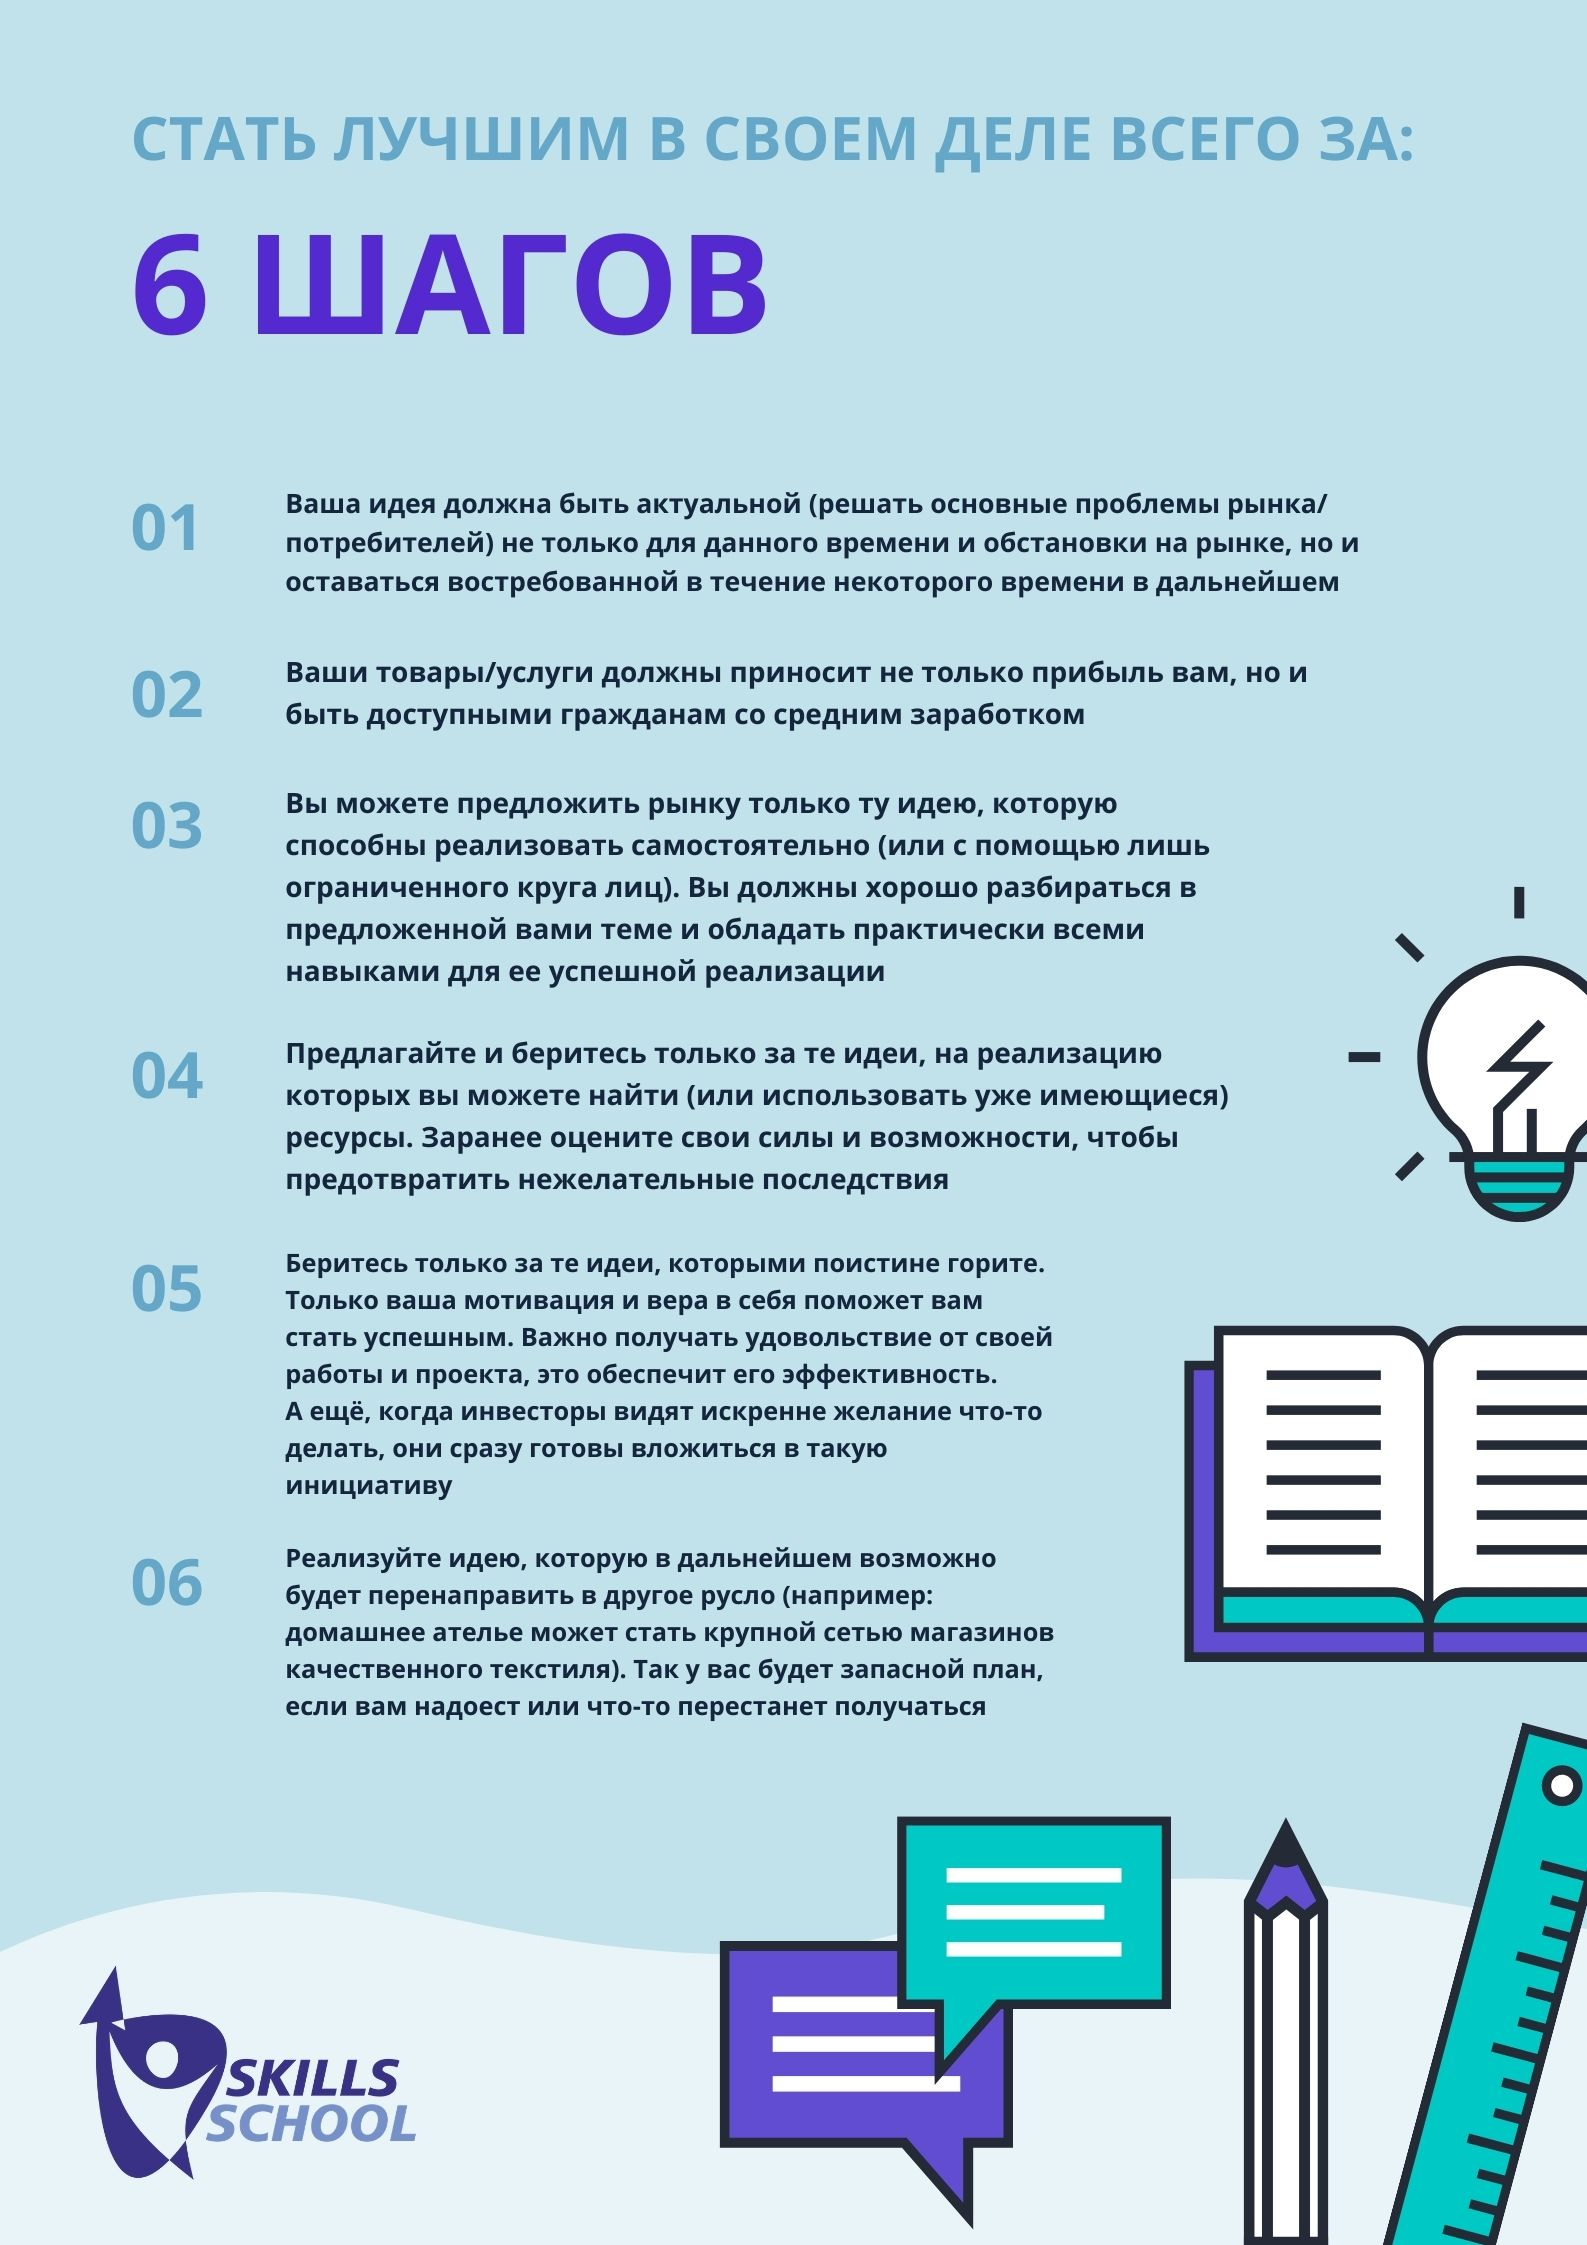 СТАТЬ ЛУЧШИМ В СВОЕМ ДЕЛЕ ВСЕГО ЗА:
6 ШАГОВ
01
Ваша идея должна быть актуальной (решать основные проблемы рынка/
потребителей) не только для данного времени и обстановки на рынке, но и
оставаться востребованной в течение некоторого времени в дальнейшем
02
Ваши товары/услуги должны приносит не только прибыль вам, но и
быть доступными гражданам со средним заработком
03
Вы можете предложить рынку только ту идею, которую
способны реализовать самостоятельно (или с помощью лишь
ограниченного круга лиц). Вы должны хорошо разбираться в
предложенной вами теме и обладать практически всеми
навыками для ее успешной реализации
04
Предлагайте и беритесь только за те идеи, на реализацию
которых вы можете найти (или использовать уже имеющиеся)
ресурсы. Заранее оцените свои силы и возможности, чтобы
предотвратить нежелательные последствия
05
Беритесь только за те идеи, которыми поистине горите.
Только ваша мотивация и вера в себя поможет вам
стать успешным. Важно получать удовольствие от своей
работы и проекта, это обеспечит его эффективность.
А ещё, когда инвесторы видят искренне желание что-то
делать, они сразу готовы вложиться в такую
инициативу
06
Реализуйте идею, которую в дальнейшем возможно
будет перенаправить в другое русло (например:
домашнее ателье может стать крупной сетью магазинов
качественного текстиля). Так у вас будет запасной план,
если вам надоест или что-то перестанет получаться
SKILLS
SCHOOL